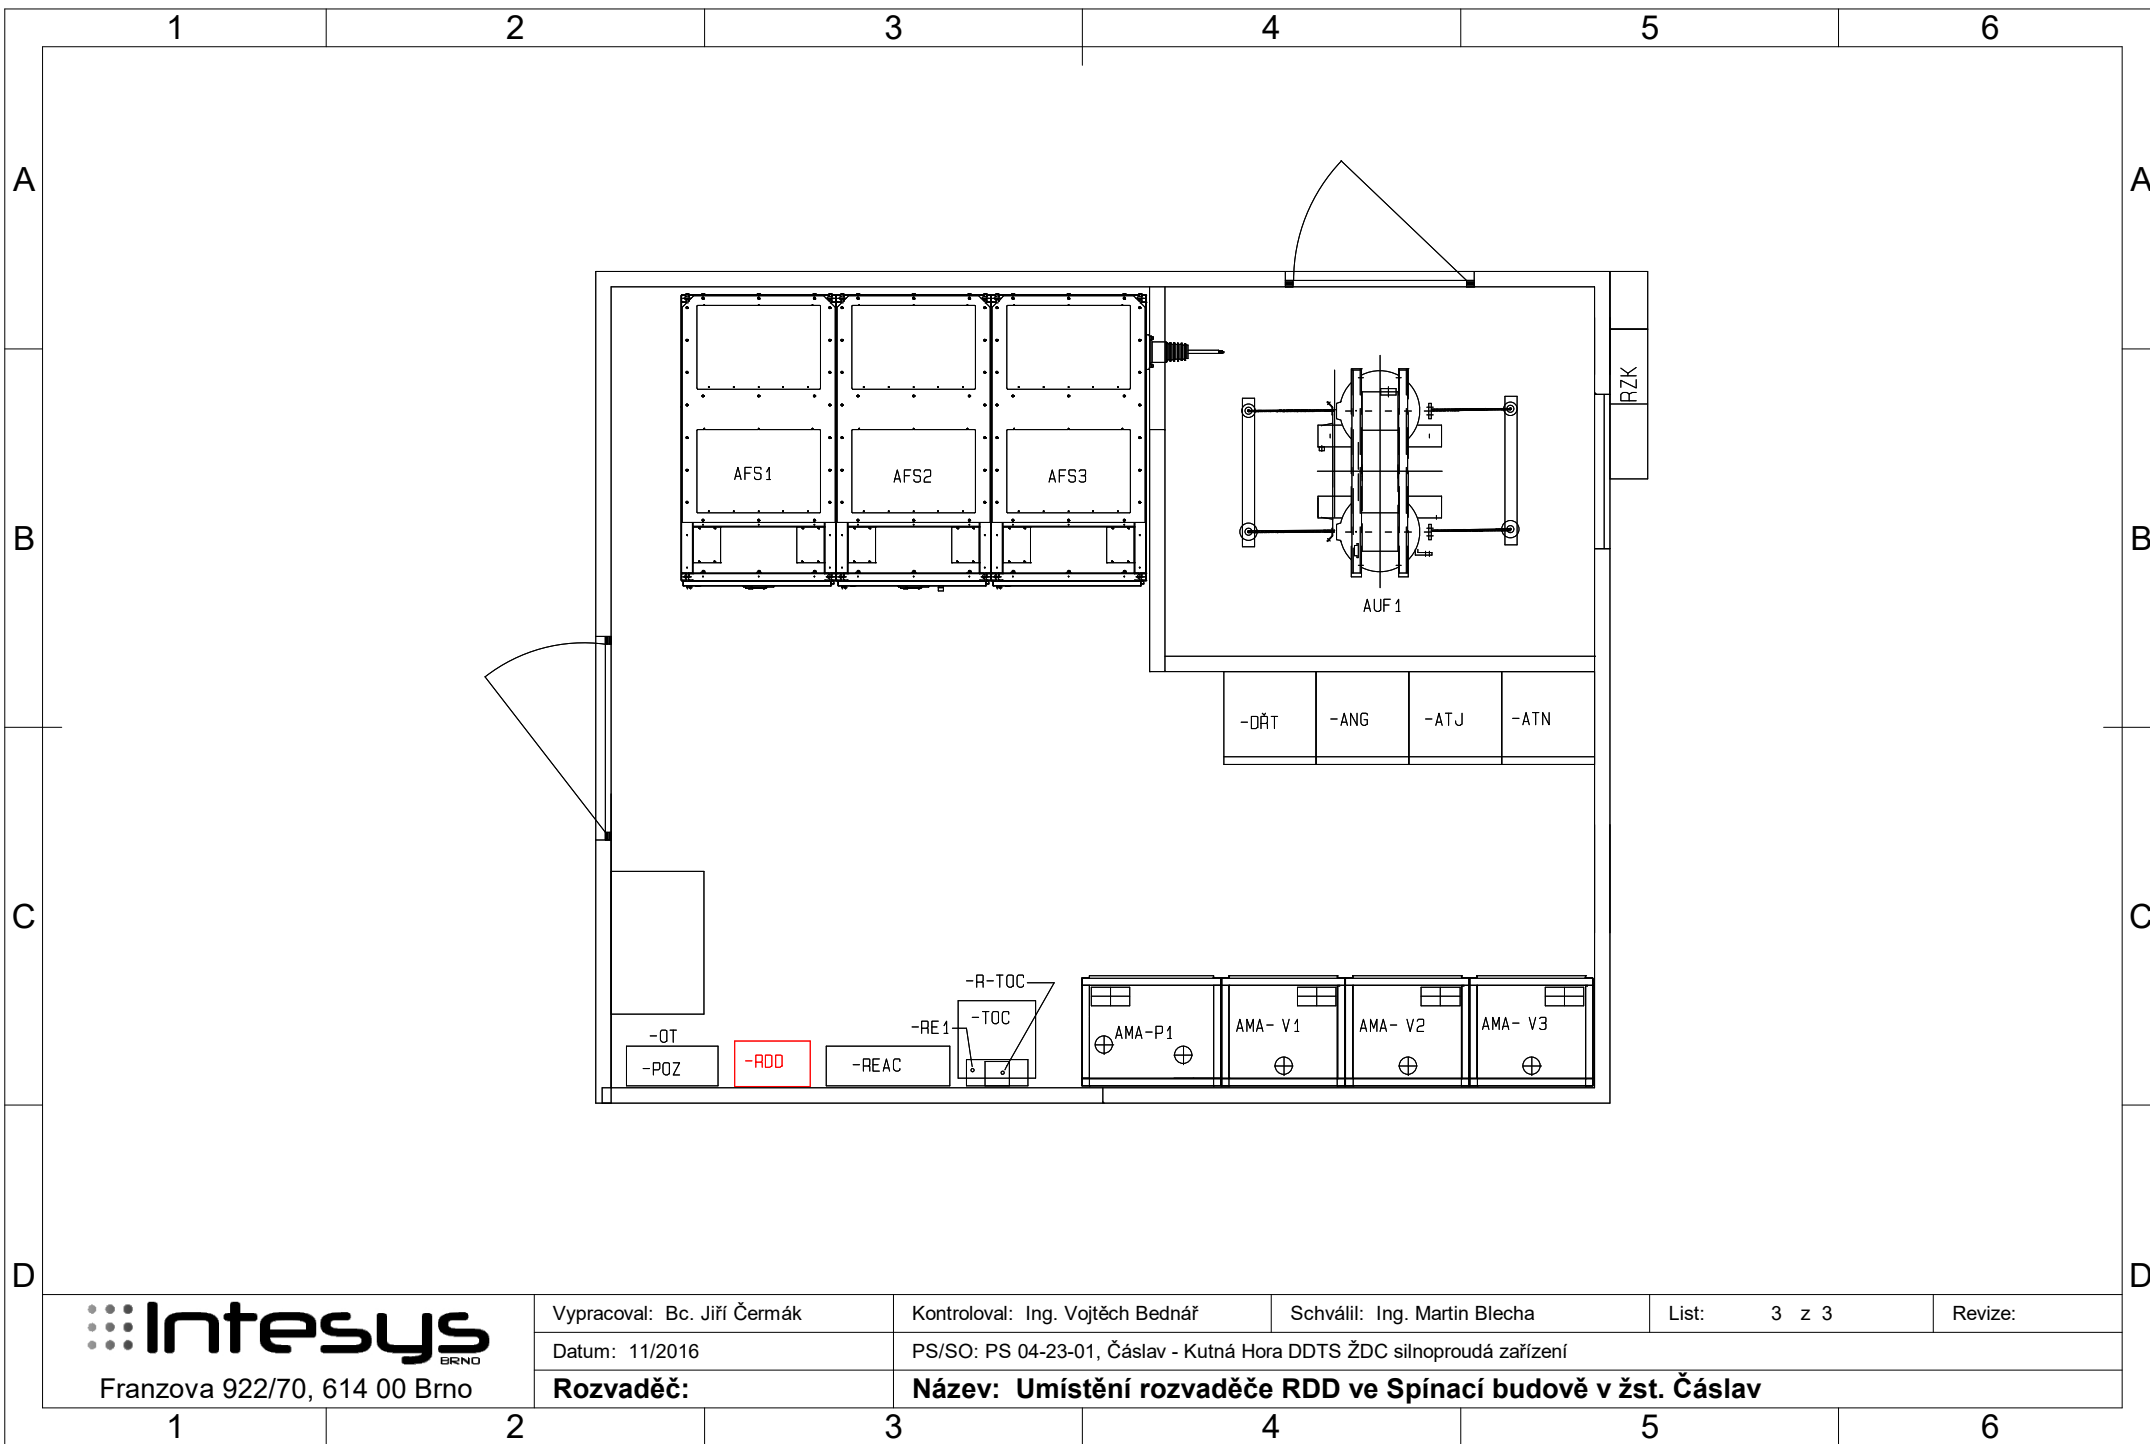 1 2 3 4 5 6
A A
RZK
AFS1 AFS2 AFS3
B B
AUF1
-DŘT -ANG -ATJ -ATN
C C
-R-TOC
-TOC
-RE1
AMA-P1 AMA- V1 AMA- V2 AMA- V3
-OT
-POZ -RDD -REAC
D D
Intesys
BRNO
Franzova 922/70, 614 00 Brno
Vypracoval: Bc. Jiří Čermák Kontroloval: Ing. Vojtěch Bednář Schválil: Ing. Martin Blecha List: 3 z 3 Revize:
Datum: 11/2016 PS/SO: PS 04-23-01, Čáslav - Kutná Hora DDTS ŽDC silnoproudá zařízení
Rozvaděč: Název: Umístění rozvaděče RDD ve Spínací budově v žst. Čáslav
1 2 3 4 5 6